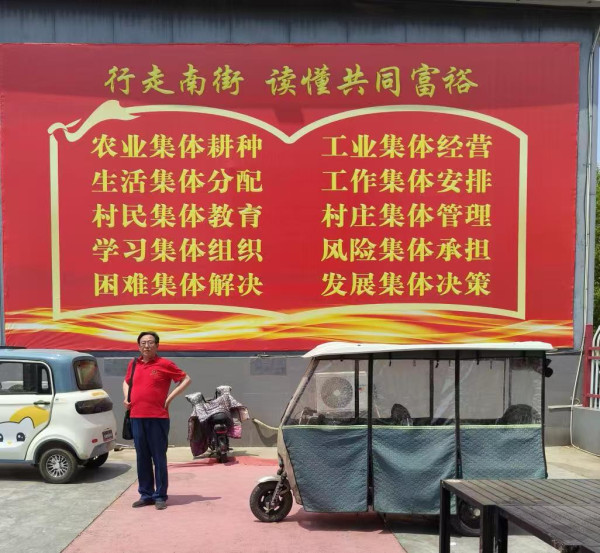 行走南街 读懂共同富裕
农业集体耕种
生活集体分配
村民集体教育
学习集体组织
困难集体解决
工业集体经营
工作集体安排
村庄集体管理
风险集体承担
发展集体决策